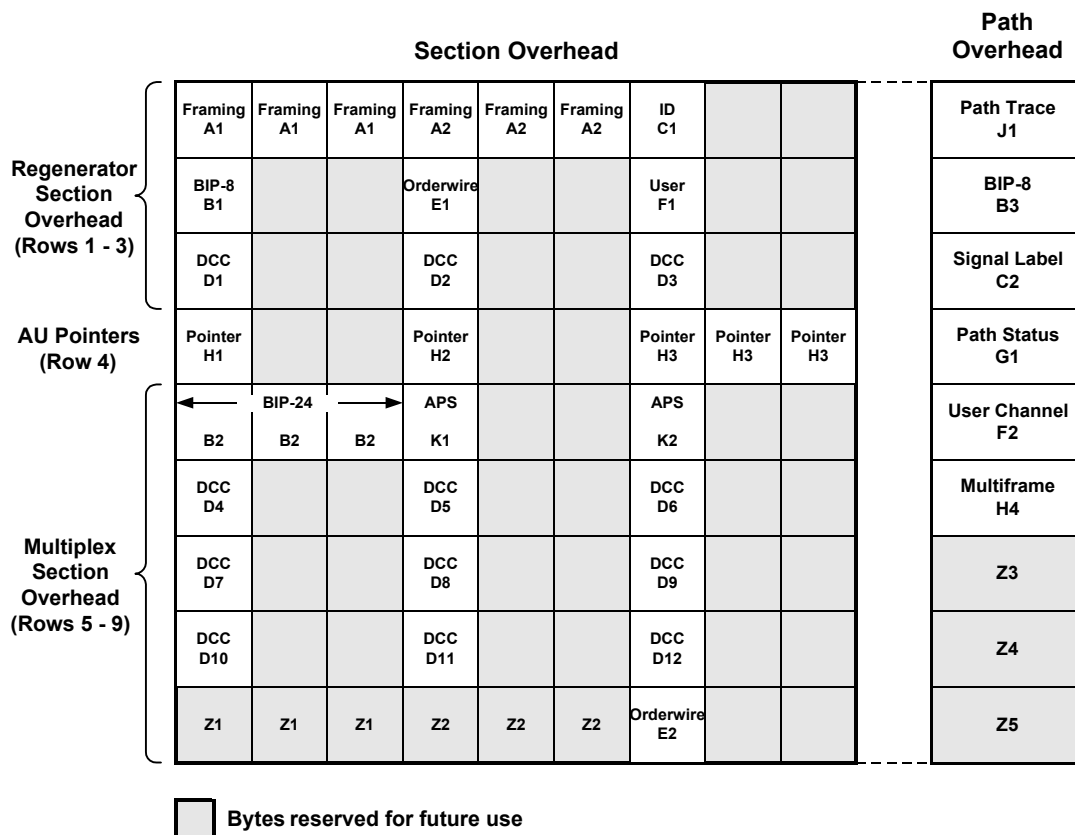 Section Overhead
Path
Overhead
Regenerator
Section
Overhead
(Rows 1 - 3)
Framing
A1
Framing
A1
Framing
A1
Framing
A2
Framing
A2
Framing
A2
ID
C1
Path Trace
J1
BIP-8
B1
Orderwire
E1
User
F1
BIP-8
B3
DCC
D1
DCC
D2
DCC
D3
Signal Label
C2
AU Pointers
(Row 4)
Pointer
H1
Pointer
H2
Pointer
H3
Pointer
H3
Pointer
H3
Path Status
G1
Multiplex
Section
Overhead
(Rows 5 - 9)
BIP-24
B2
B2
B2
APS
K1
APS
K2
User Channel
F2
DCC
D4
DCC
D5
DCC
D6
Multiframe
H4
DCC
D7
DCC
D8
DCC
D9
Z3
DCC
D10
DCC
D11
DCC
D12
Z4
Z1
Z1
Z1
Z2
Z2
Z2
Orderwire
E2
Z5
Bytes reserved for future use